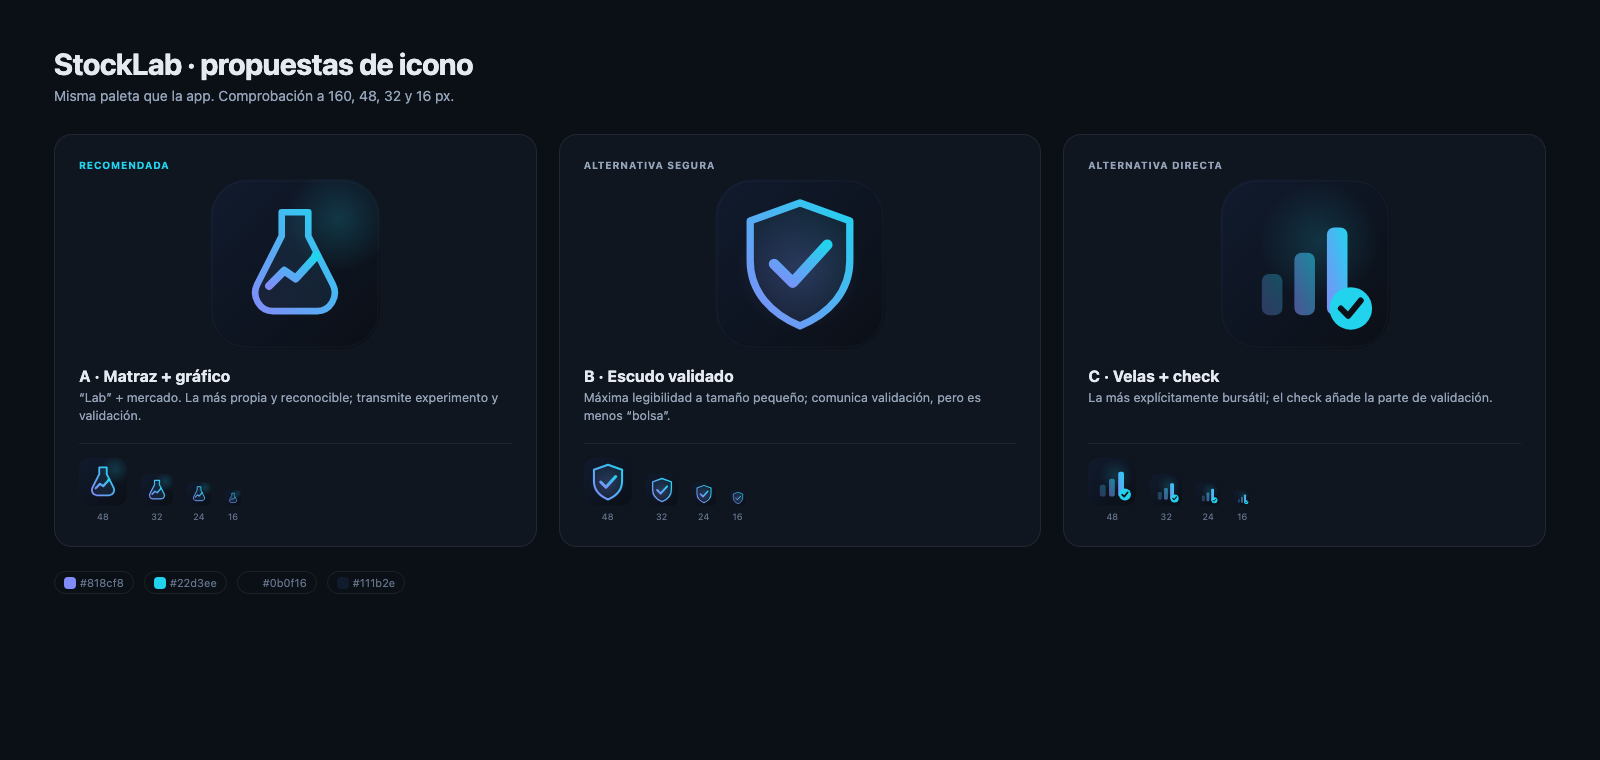 StockLab · propuestas de icono
Misma paleta que la app. Comprobación a 160, 48, 32 y 16 px.
RECOMENDADA
A · Matraz + gráfico
“Lab” + mercado. La más propia y reconocible; transmite experimento y
validación.
48 32 24 16
ALTERNATIVA SEGURA
B · Escudo validado
Máxima legibilidad a tamaño pequeño; comunica validación, pero es
menos “bolsa”.
48 32 24 16
ALTERNATIVA DIRECTA
C · Velas + check
La más explícitamente bursátil; el check añade la parte de validación.
48 32 24 16
#818cf8 #22d3ee #0b0f16 #111b2e